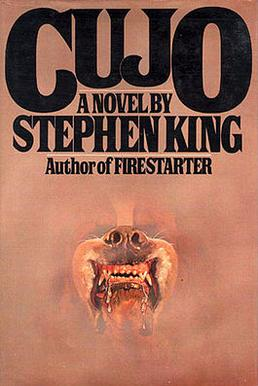 CUJO
A NOVEL BY
STEPHEN KING
Author of FIRESTARTER